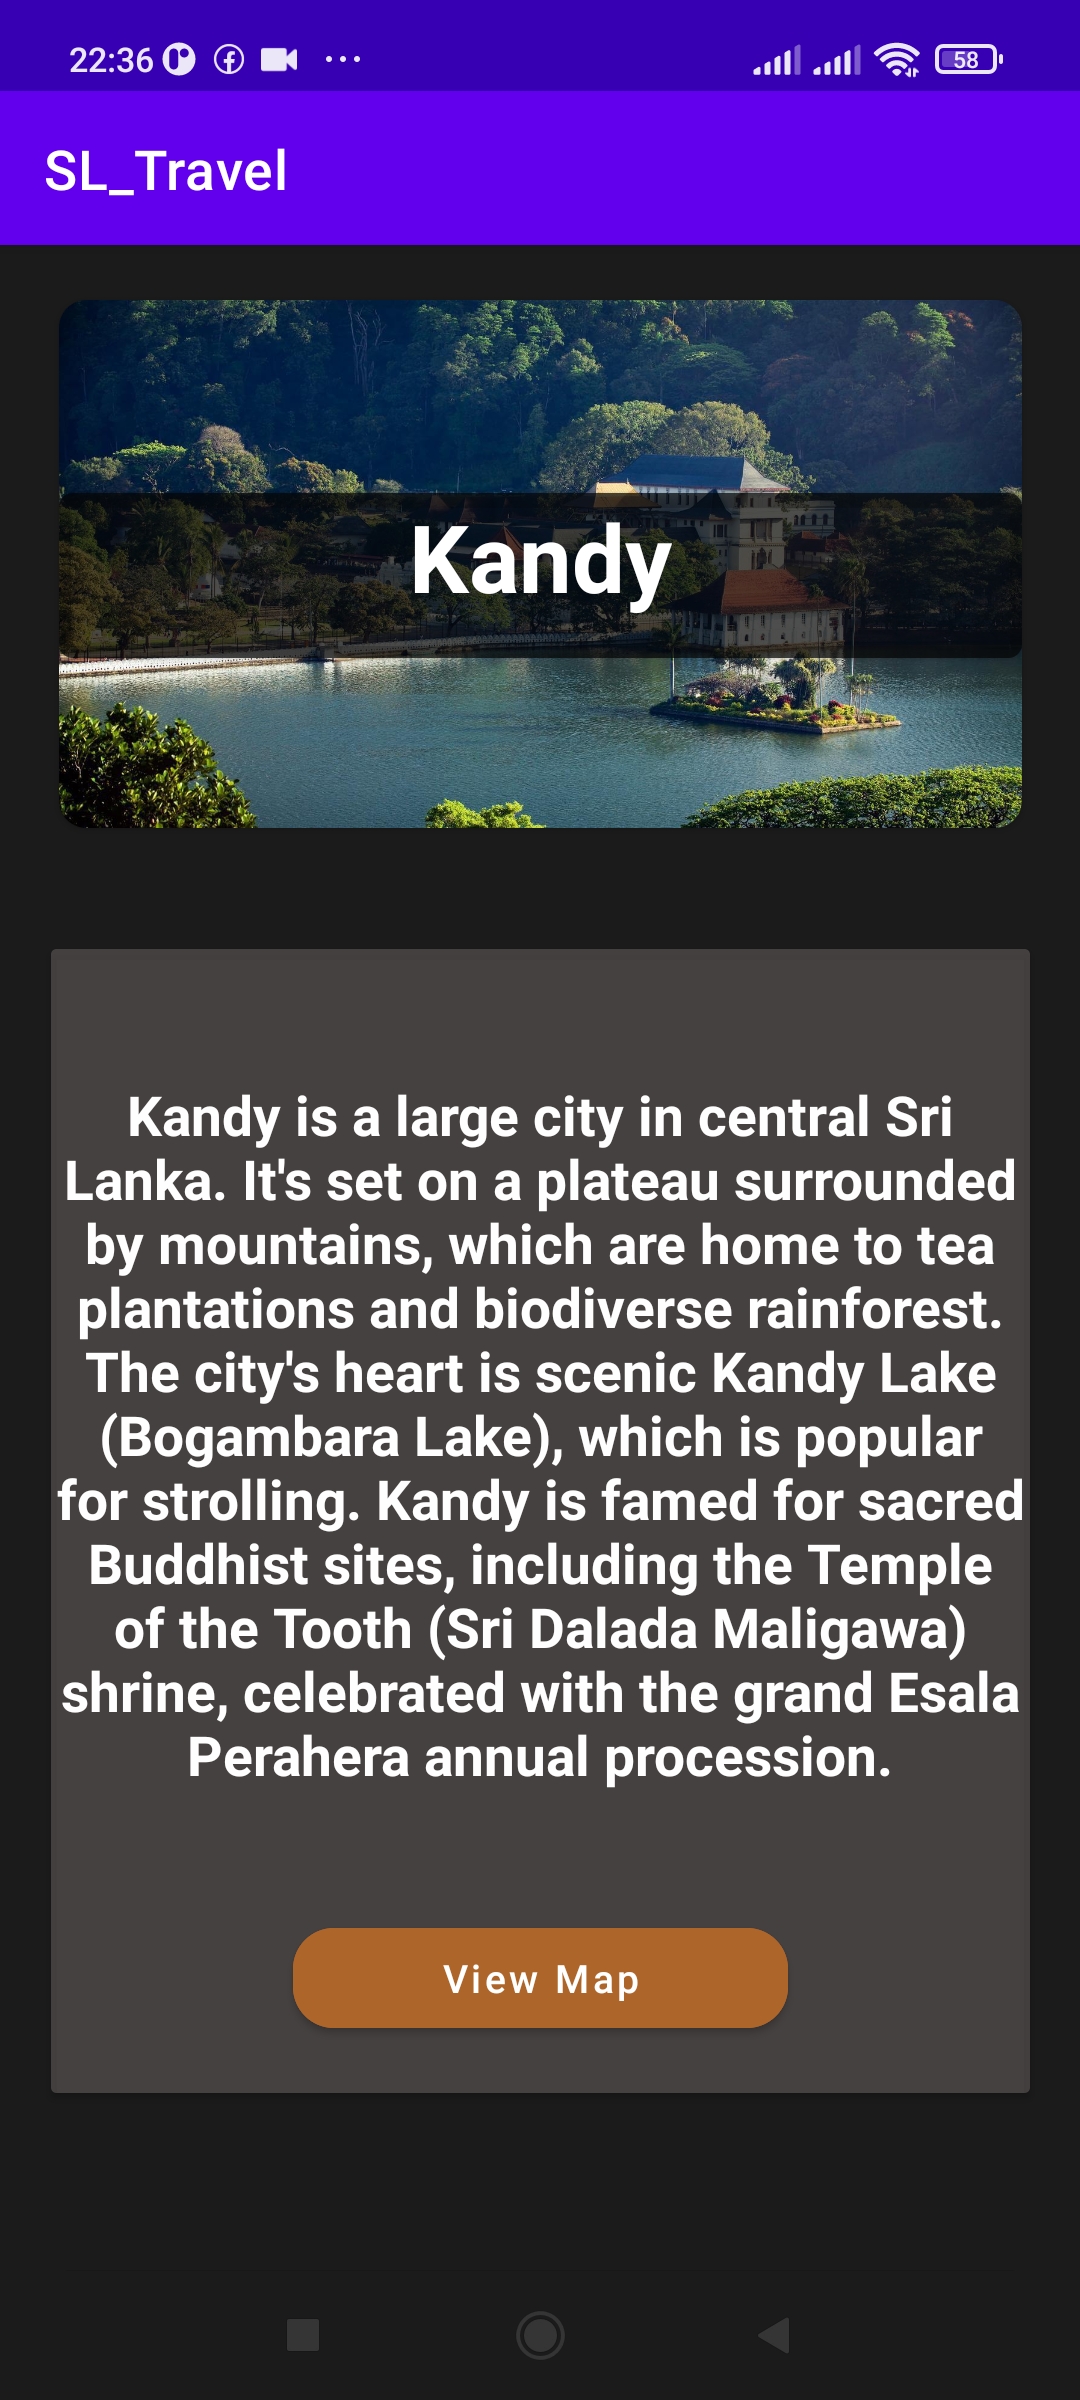 22:36
58
SL_Travel
Kandy
Kandy is a large city in central Sri
Lanka. It's set on a plateau surrounded
by mountains, which are home to tea
plantations and biodiverse rainforest.
The city's heart is scenic Kandy Lake
(Bogambara Lake), which is popular
for strolling. Kandy is famed for sacred
Buddhist sites, including the Temple
of the Tooth (Sri Dalada Maligawa)
shrine, celebrated with the grand Esala
Perahera annual procession.
View Map